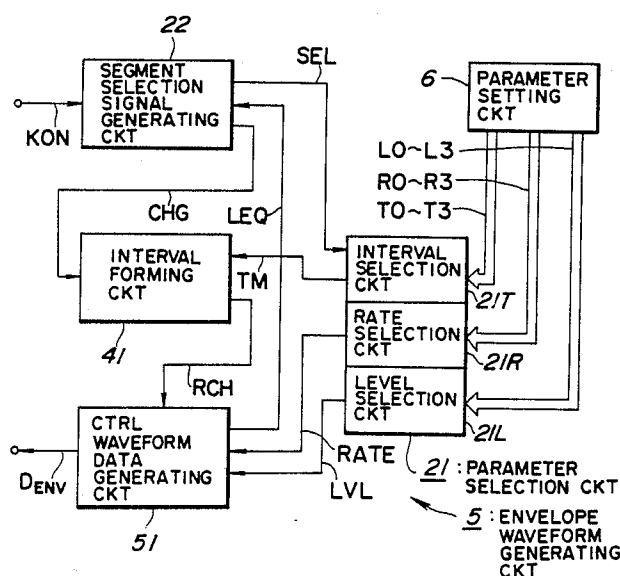 22
SEGMENT
SELECTION
SIGNAL
GENERATING
CKT
KON
SEL
6
PARAMETER
SETTING
CKT
L0~L3
R0~R3
T0~T3
CHG
LEQ
INTERVAL
FORMING
CKT
41
TM
INTERVAL
SELECTION
CKT
21T
RATE
SELECTION
CKT
21R
LEVEL
SELECTION
CKT
21L
RCH
CTRL
WAVEFORM
DATA
GENERATING
CKT
51
DENV
RATE
LVL
21 : PARAMETER
SELECTION CKT
5 : ENVELOPE
WAVEFORM
GENERATING
CKT